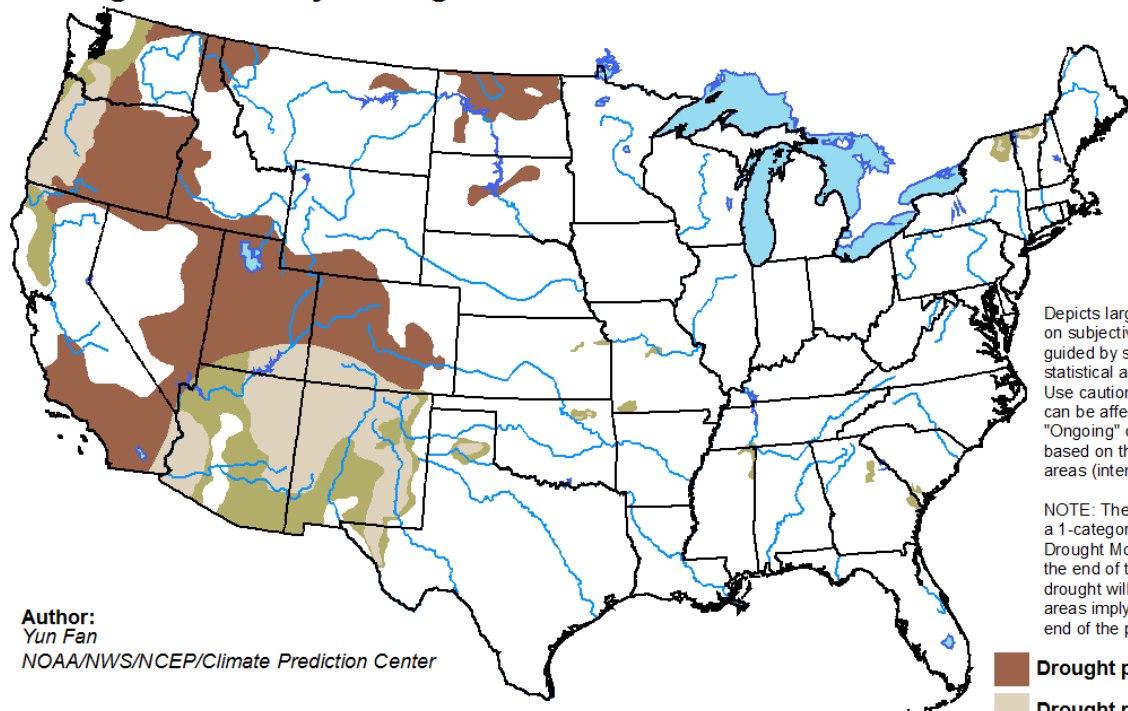 Author:
Yun Fan
NOAA/NWS/NCEP/Climate Prediction Center
Depicts larg
on subjectiv
guided by s
statistical a
Use caution
can be affe
"Ongoing" d
based on th
areas (inter
NOTE: The
a 1-categor
Drought Mo
the end of t
drought will
areas imply
end of the p
Drought p